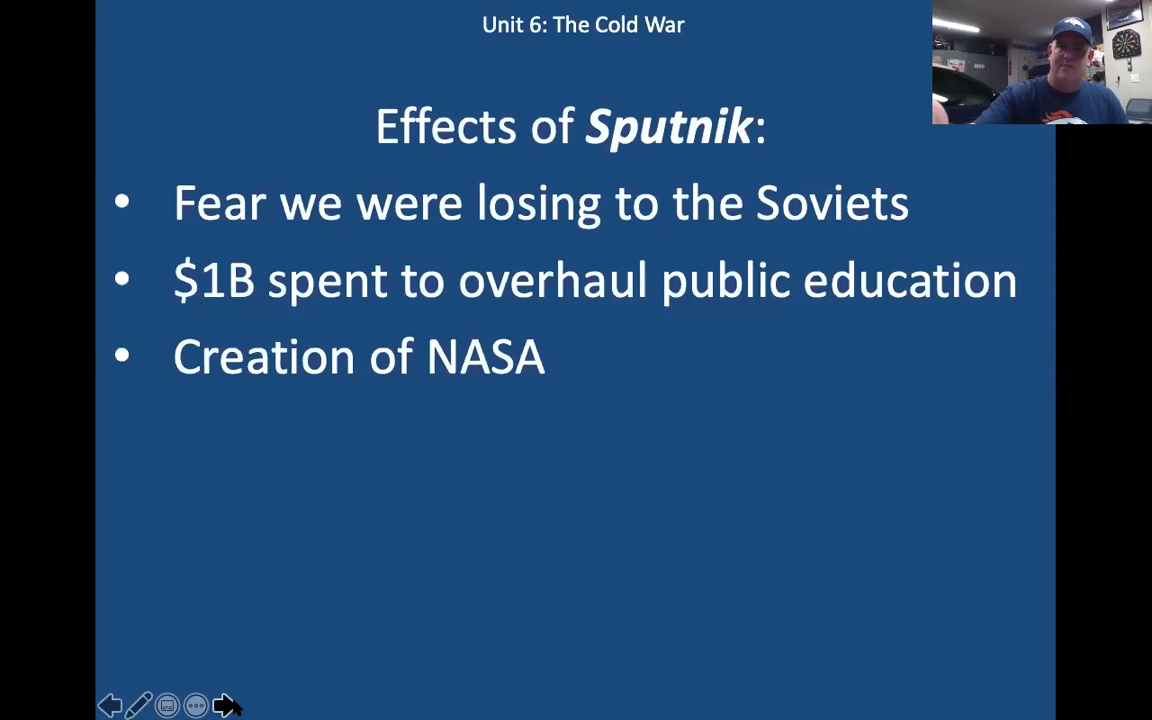 Unit 6: The Cold War
Effects of Sputnik:
• Fear we were losing to the Soviets
• $1B spent to overhaul public education
• Creation of NASA